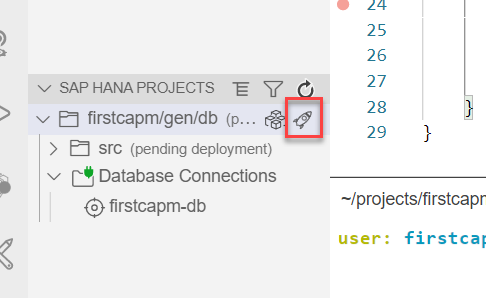 24
25
26
27
28 }
29 }
SAP HANA PROJECTS
firstcapm/gen/db (p...
src (pending deployment)
Database Connections
firstcapm-db
~/projects/firstcapm
user: firstcap